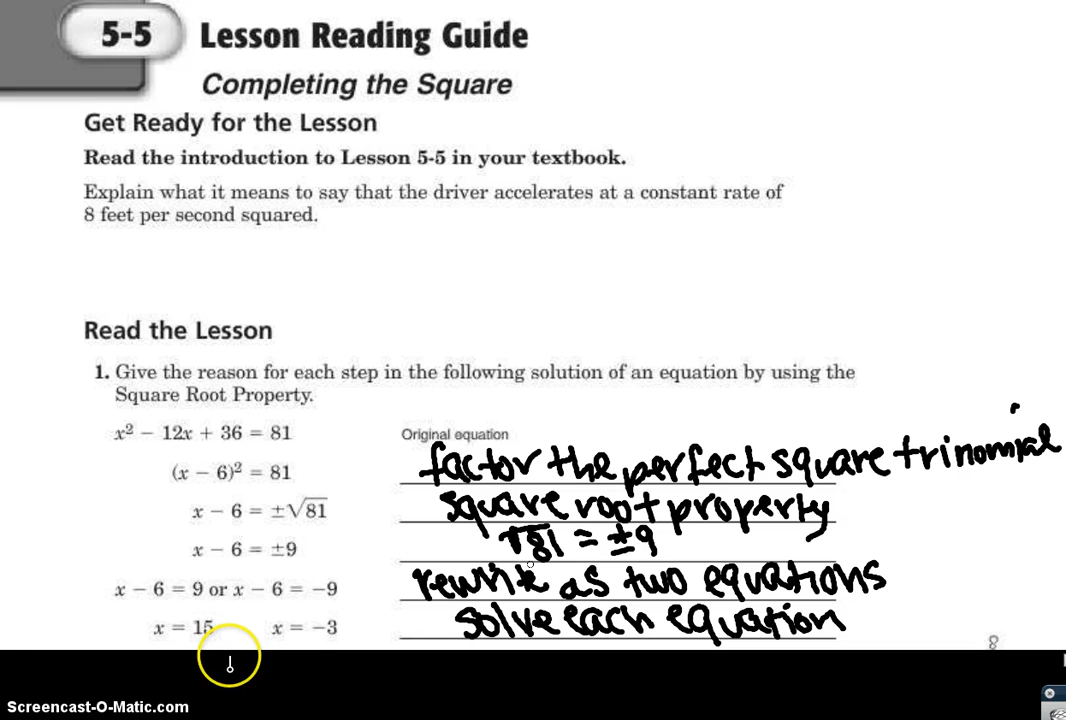 5-5 Lesson Reading Guide
Completing the Square
Get Ready for the Lesson
Read the introduction to Lesson 5-5 in your textbook.
Explain what it means to say that the driver accelerates at a constant rate of
8 feet per second squared.
Read the Lesson
1. Give the reason for each step in the following solution of an equation by using the
Square Root Property.
x² − 12x + 36 = 81 Original equation
(x − 6)² = 81 factor the perfect square trinomial
x − 6 = ±√81 square root property
x − 6 = ±9 √81 = ±9
x − 6 = 9 or x − 6 = −9 rewrite as two equations
x = 15 x = −3 solve each equation
8
Screencast-O-Matic.com